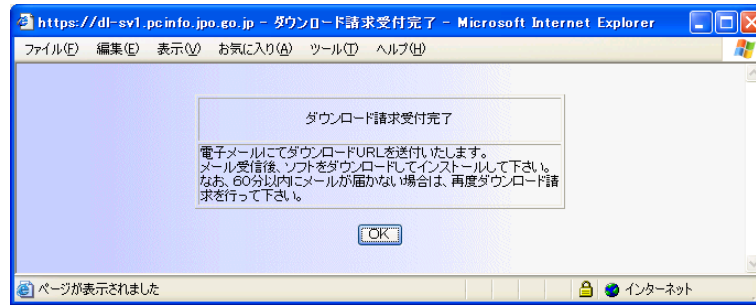 https://dl-sv1.pcinfo.jpo.go.jp - ダウンロード請求受付完了 - Microsoft Internet Explorer
ファイル(F) 編集(E) 表示(V) お気に入り(A) ツール(T) ヘルプ(H)
ダウンロード請求受付完了
電子メールにてダウンロードURLを送付いたします。
メール受信後、ソフトをダウンロードしてインストールして下さい。
なお、60分以内にメールが届かない場合は、再度ダウンロード請
求を行って下さい。
OK
ページが表示されました インターネット